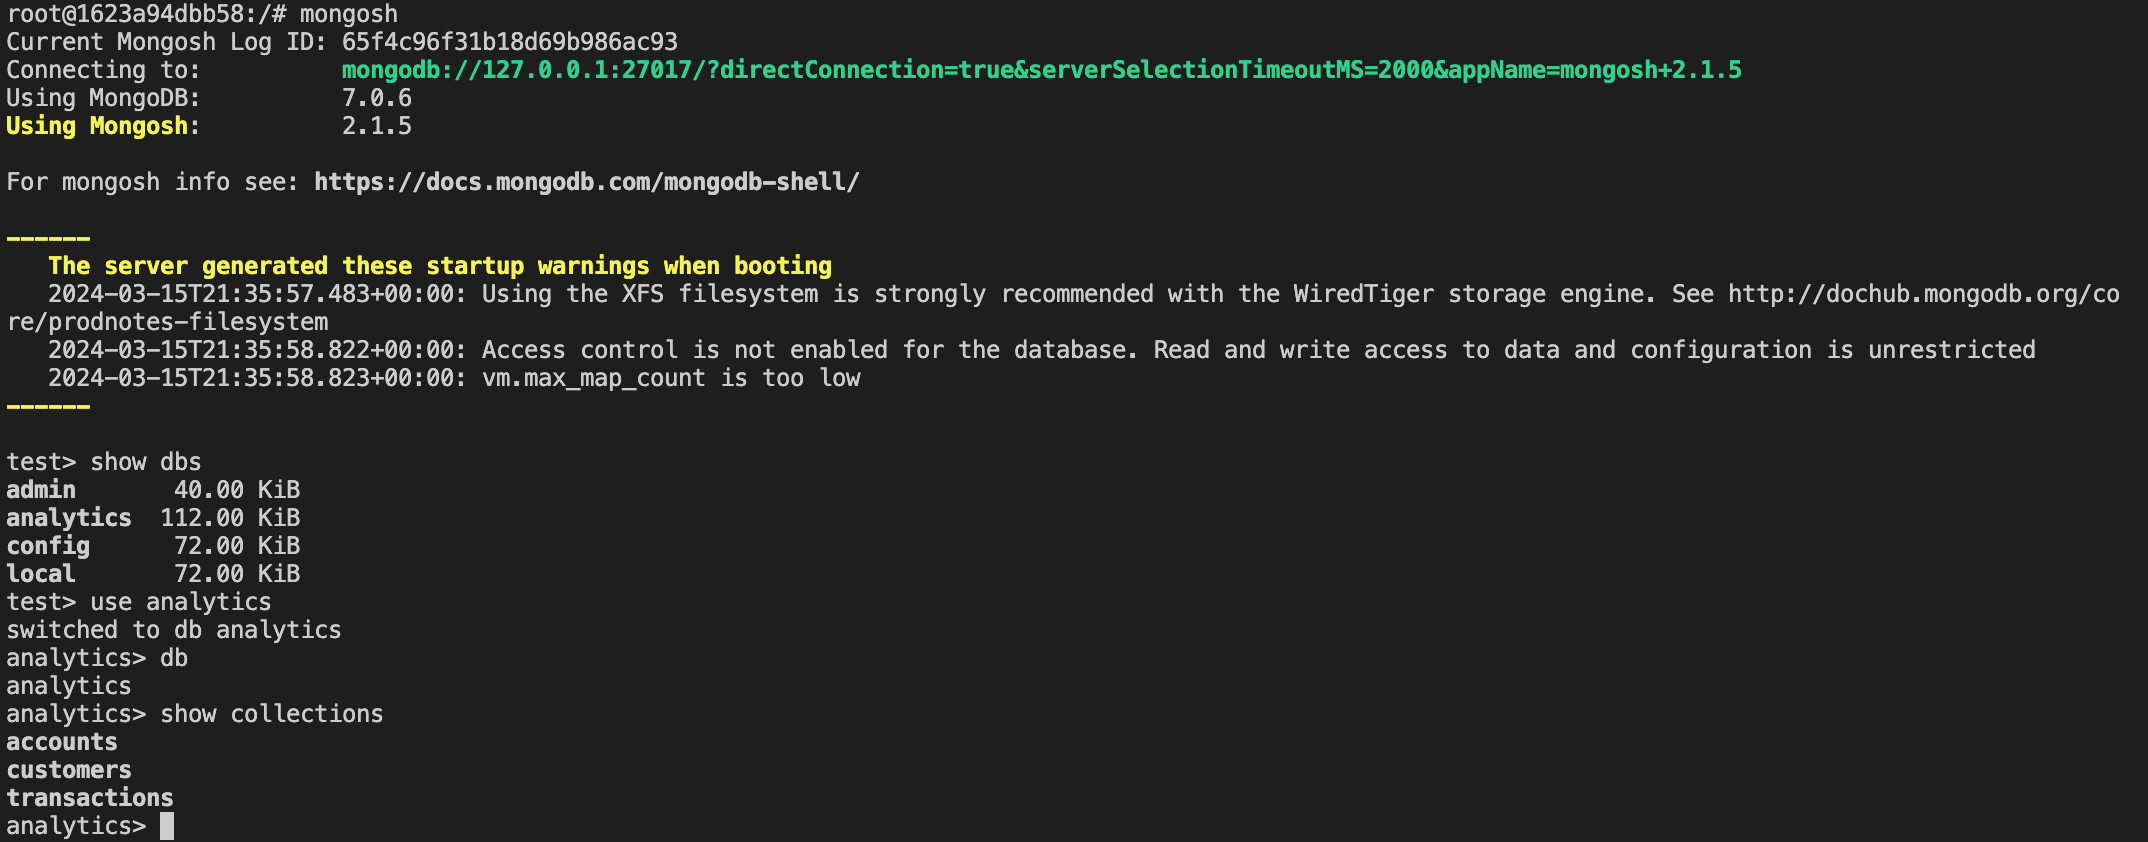 root@1623a94dbb58:/# mongosh
Current Mongosh Log ID: 65f4c96f31b18d69b986ac93
Connecting to:          mongodb://127.0.0.1:27017/?directConnection=true&serverSelectionTimeoutMS=2000&appName=mongosh+2.1.5
Using MongoDB:          7.0.6
Using Mongosh:          2.1.5
For mongosh info see: https://docs.mongodb.com/mongodb-shell/
------
   The server generated these startup warnings when booting
   2024-03-15T21:35:57.483+00:00: Using the XFS filesystem is strongly recommended with the WiredTiger storage engine. See http://dochub.mongodb.org/co
re/prodnotes-filesystem
   2024-03-15T21:35:58.822+00:00: Access control is not enabled for the database. Read and write access to data and configuration is unrestricted
   2024-03-15T21:35:58.823+00:00: vm.max_map_count is too low
------
test> show dbs
admin       40.00 KiB
analytics  112.00 KiB
config      72.00 KiB
local       72.00 KiB
test> use analytics
switched to db analytics
analytics> db
analytics
analytics> show collections
accounts
customers
transactions
analytics>